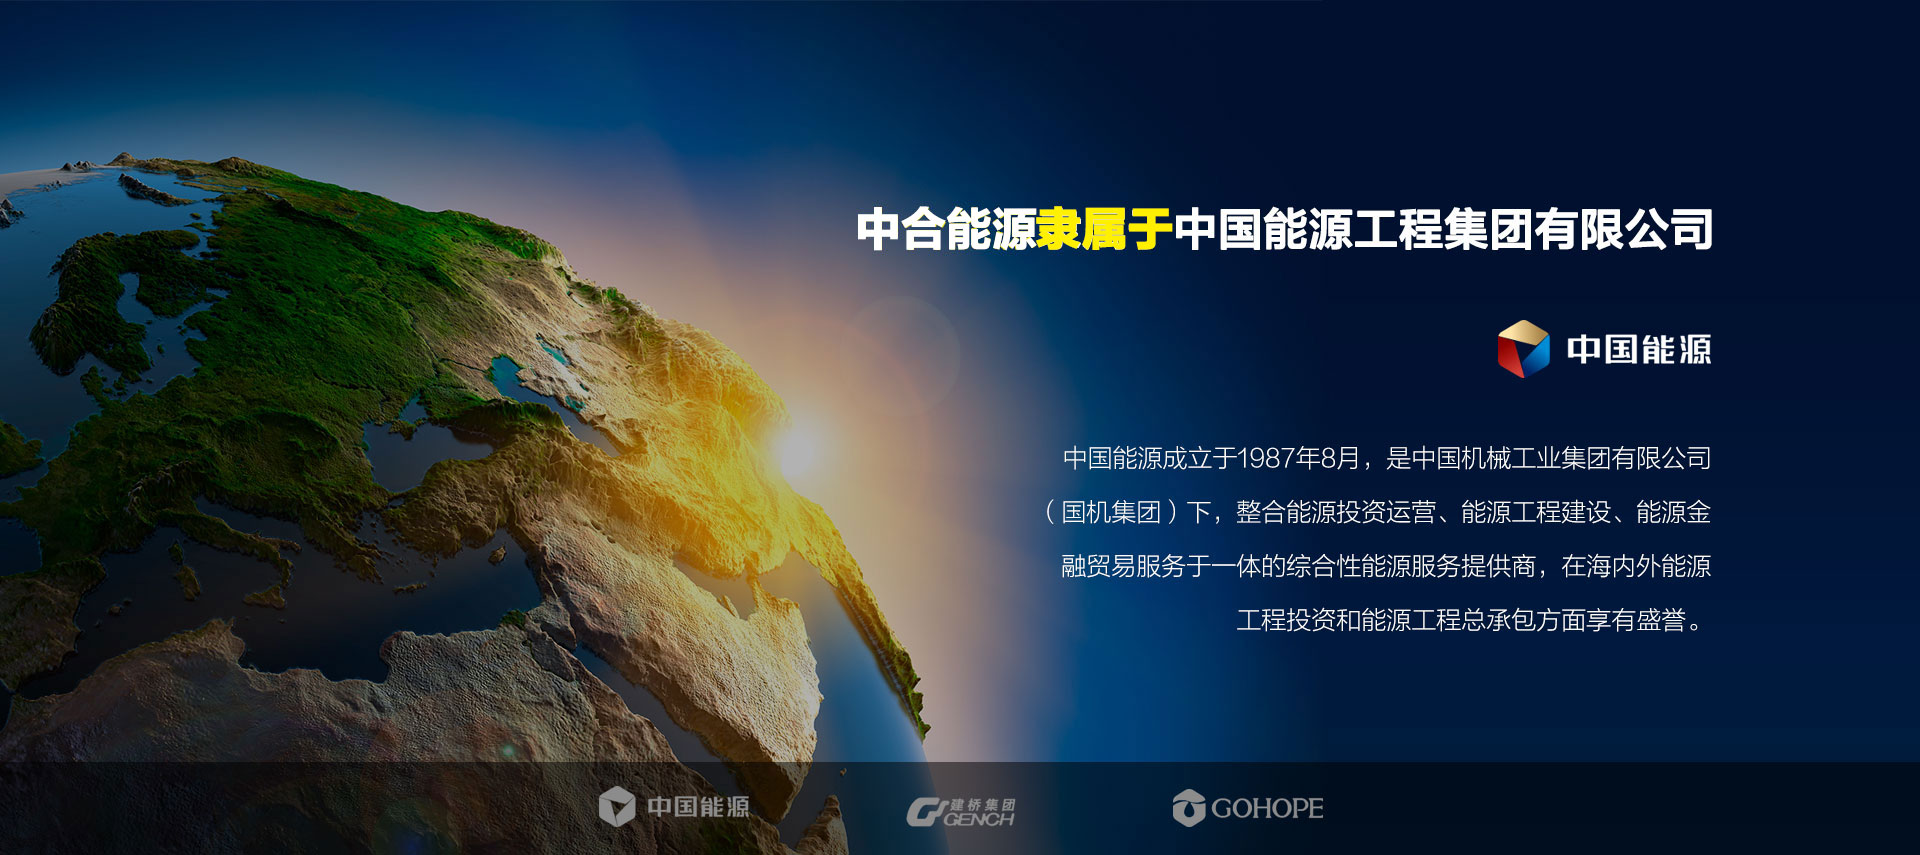 中合能源隶属于中国能源工程集团有限公司
中国能源
中国能源成立于1987年8月，是中国机械工业集团有限公司
（国机集团）下，整合能源投资运营、能源工程建设、能源金
融贸易服务于一体的综合性能源服务提供商，在海内外能源
工程投资和能源工程总承包方面享有盛誉。
中国能源
建桥集团
GENCH
GOHOPE